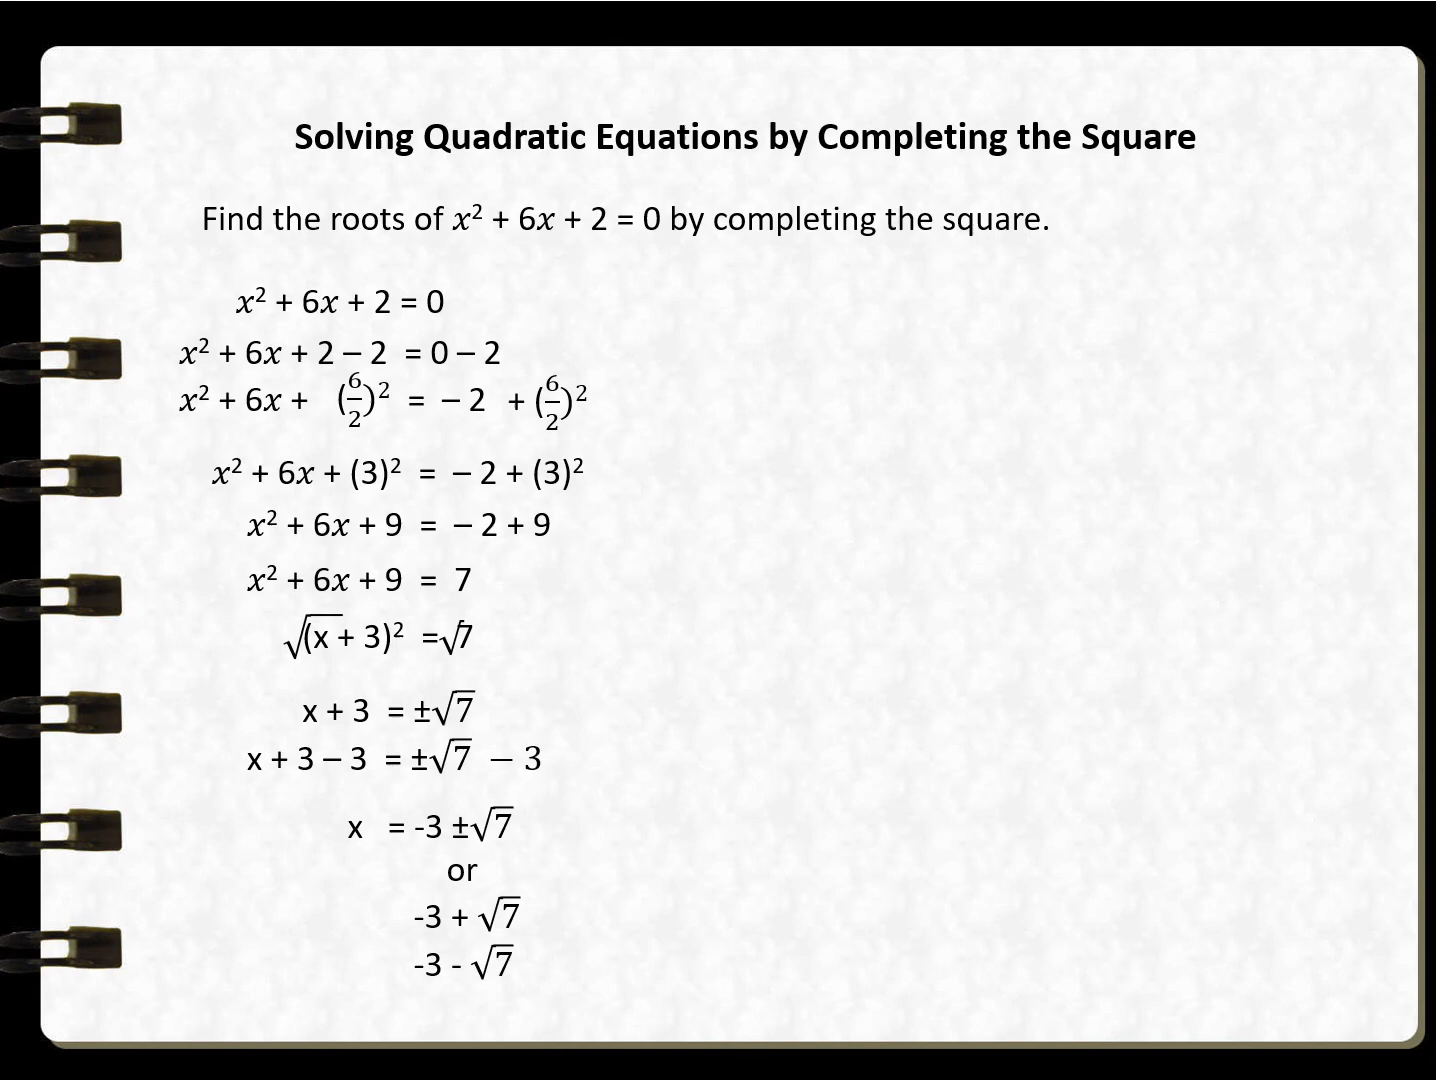 Solving Quadratic Equations by Completing the Square
Find the roots of 𝑥² + 6𝑥 + 2 = 0 by completing the square.
𝑥² + 6𝑥 + 2 = 0
𝑥² + 6𝑥 + 2 – 2 = 0 – 2
𝑥² + 6𝑥 + (6/2)² = – 2 + (6/2)²
𝑥² + 6𝑥 + (3)² = – 2 + (3)²
𝑥² + 6𝑥 + 9 = – 2 + 9
𝑥² + 6𝑥 + 9 = 7
√(x + 3)² = √7
x + 3 = ±√7
x + 3 – 3 = ±√7 − 3
x = -3 ±√7
or
-3 + √7
-3 - √7